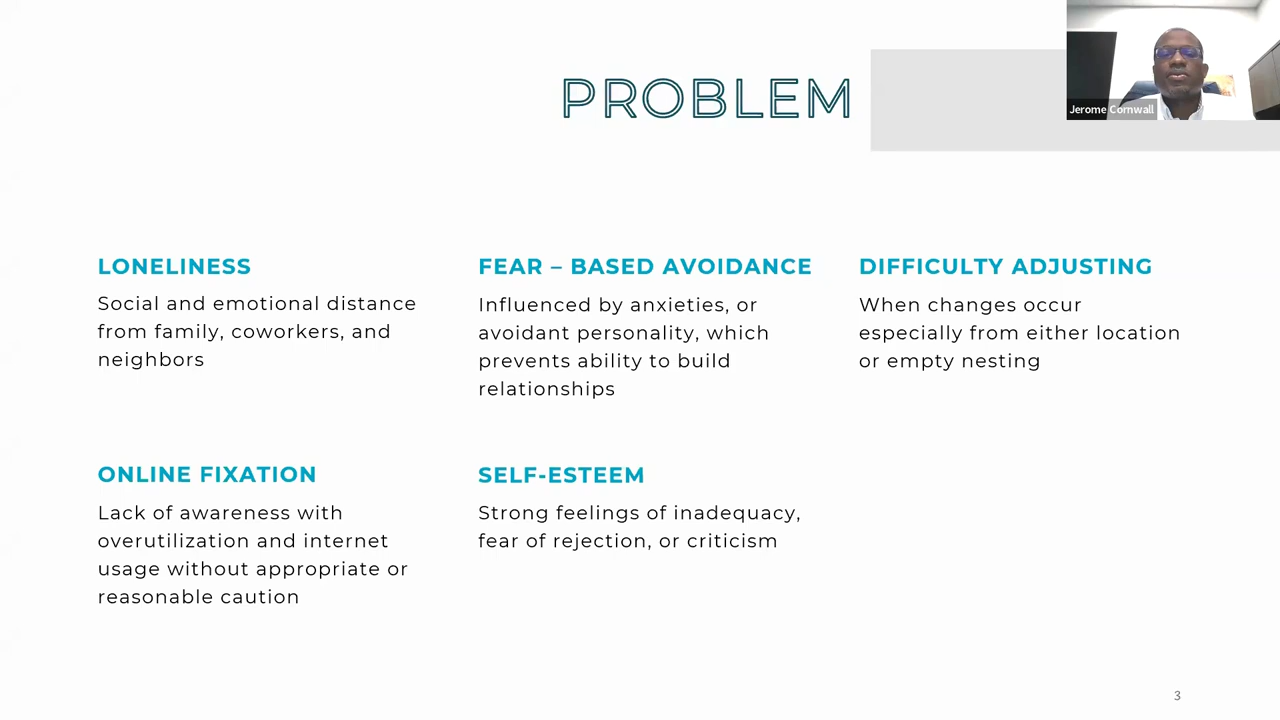 PROBLEM
Jerome Cornwall
LONELINESS
Social and emotional distance
from family, coworkers, and
neighbors
FEAR – BASED AVOIDANCE
Influenced by anxieties, or
avoidant personality, which
prevents ability to build
relationships
DIFFICULTY ADJUSTING
When changes occur
especially from either location
or empty nesting
ONLINE FIXATION
Lack of awareness with
overutilization and internet
usage without appropriate or
reasonable caution
SELF-ESTEEM
Strong feelings of inadequacy,
fear of rejection, or criticism
3